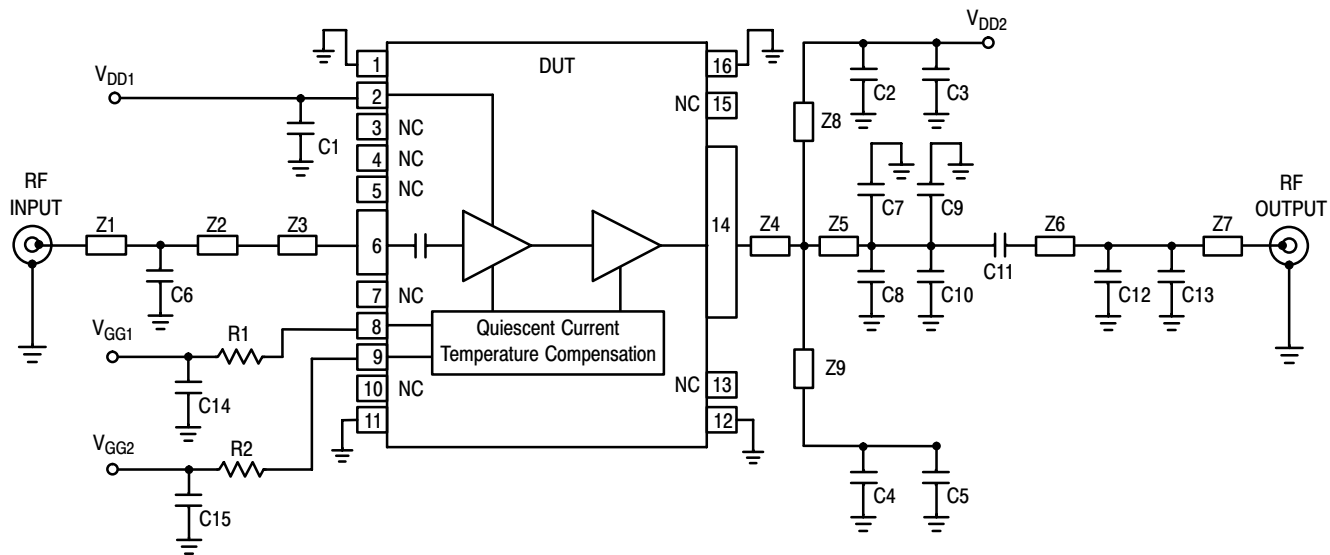 VDD2
DUT
1
16
VDD1
2
NC
15
C2
C3
3
NC
Z8
C1
4
NC
5
NC
RF
INPUT
C7
C9
RF
OUTPUT
Z1
Z2
Z3
6
14
Z4
Z5
Z6
Z7
C11
C6
C8
C10
C12
C13
7
NC
VGG1
R1
8
Quiescent Current
Temperature Compensation
9
Z9
10
NC
NC
13
C14
11
12
VGG2
R2
C4
C5
C15